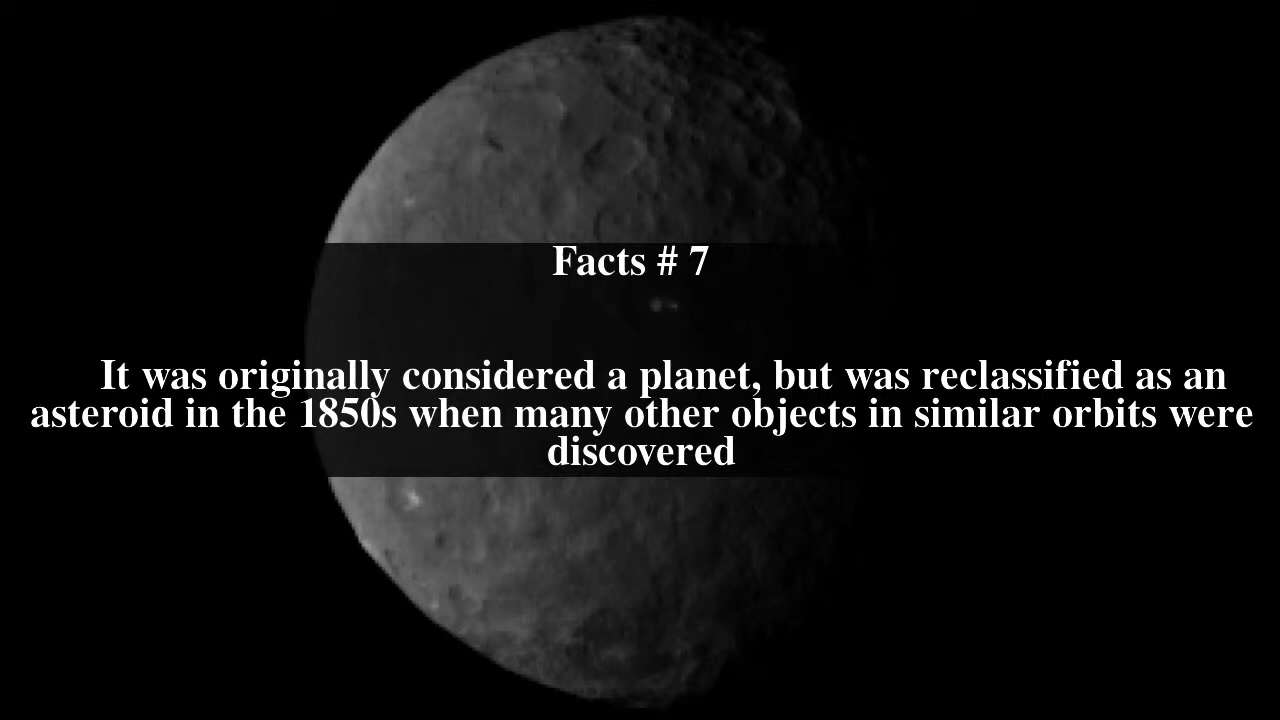 Facts # 7
It was originally considered a planet, but was reclassified as an
asteroid in the 1850s when many other objects in similar orbits were
discovered